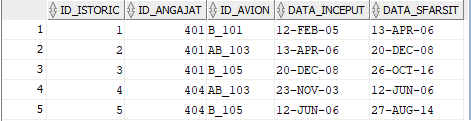 ID_ISTORIC ID_ANGAJAT ID_AVION DATA_INCEPUT DATA_SFARSIT
1 1 401 B_101 12-FEB-05 13-APR-06
2 2 401 AB_103 13-APR-06 20-DEC-08
3 3 401 B_105 20-DEC-08 26-OCT-16
4 4 404 AB_103 23-NOV-03 12-JUN-06
5 5 404 B_105 12-JUN-06 27-AUG-14